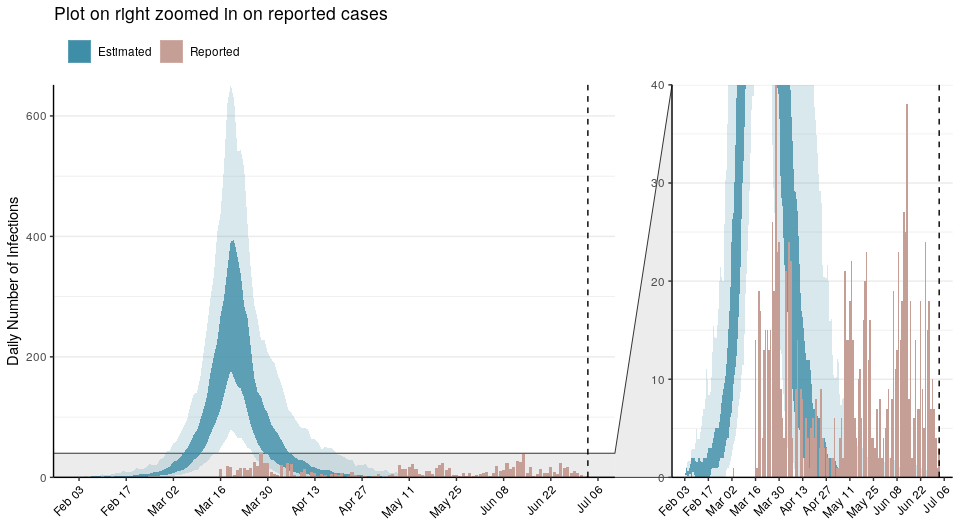 Plot on right zoomed in on reported cases
Estimated Reported
Daily Number of Infections
600
400
200
0
Feb 03 Feb 17 Mar 02 Mar 16 Mar 30 Apr 13 Apr 27 May 11 May 25 Jun 08 Jun 22 Jul 06
40
30
20
10
0
Feb 03 Feb 17 Mar 02 Mar 16 Mar 30 Apr 13 Apr 27 May 11 May 25 Jun 08 Jun 22 Jul 06